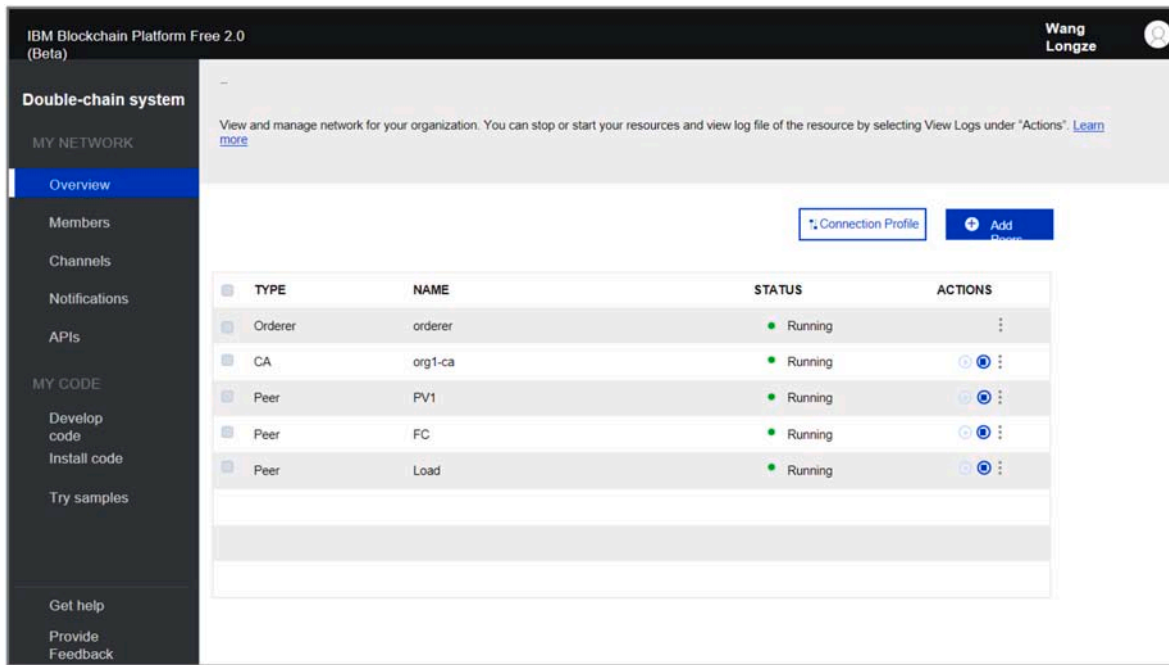 IBM Blockchain Platform Free 2.0
(Beta)
Wang
Longze
Double-chain system
MY NETWORK
Overview
Members
Channels
Notifications
APIs
MY CODE
Develop
code
Install code
Try samples
Get help
Provide
Feedback
View and manage network for your organization. You can stop or start your resources and view log file of the resource by selecting View Logs under "Actions". Learn
more
Connection Profile
Add
Peers
TYPE NAME STATUS ACTIONS
Orderer orderer Running
CA org1-ca Running
Peer PV1 Running
Peer FC Running
Peer Load Running